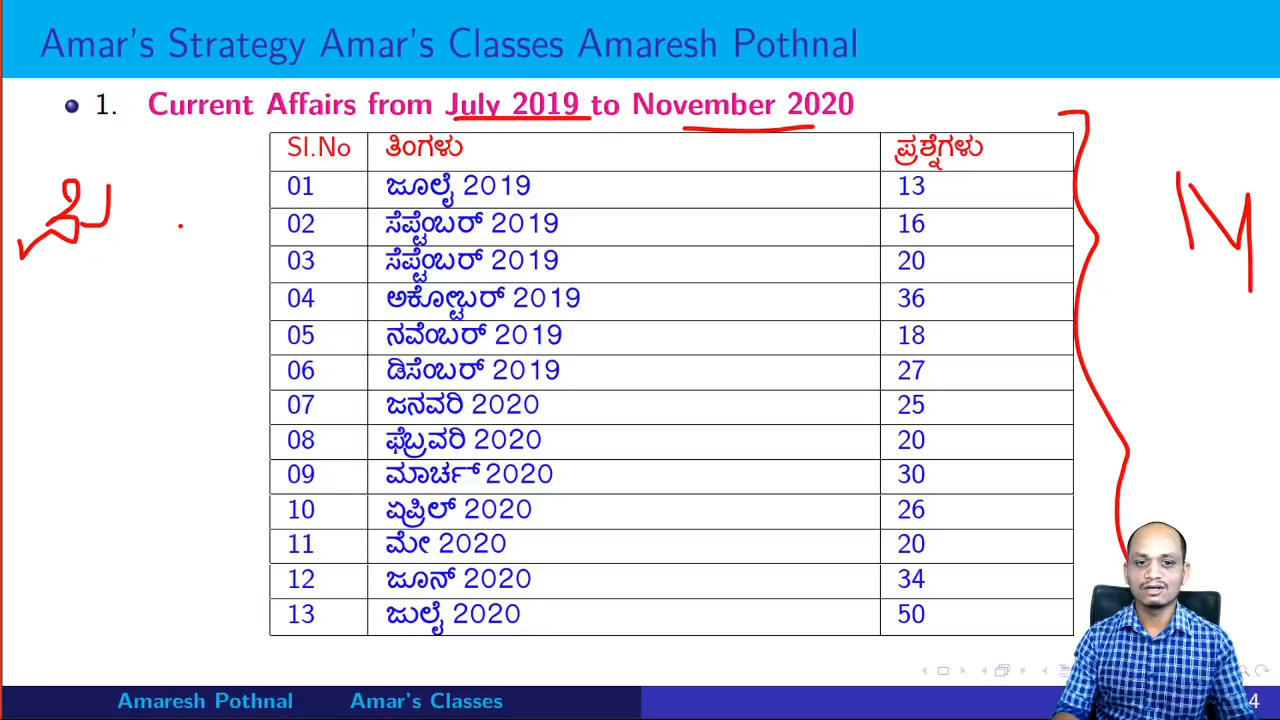 Amar's Strategy Amar's Classes Amaresh Pothnal
1. Current Affairs from July 2019 to November 2020
Sl.No ತಿಂಗಳು ಪ್ರಶ್ನೆಗಳು
01 ಜೂಲೈ 2019 13
02 ಸೆಪ್ಟೆಂಬರ್ 2019 16
03 ಸೆಪ್ಟೆಂಬರ್ 2019 20
04 ಅಕೋಬ್ಟರ್ 2019 36
05 ನವೆಂಬರ್ 2019 18
06 ಡಿಸೆಂಬರ್ 2019 27
07 ಜನವರಿ 2020 25
08 ಫೆಬ್ರವರಿ 2020 20
09 ಮಾರ್ಚ್ 2020 30
10 ಏಪ್ರಿಲ್ 2020 26
11 ಮೇ 2020 20
12 ಜೂನ್ 2020 34
13 ಜುಲೈ 2020 50
Amaresh Pothnal Amar's Classes 4